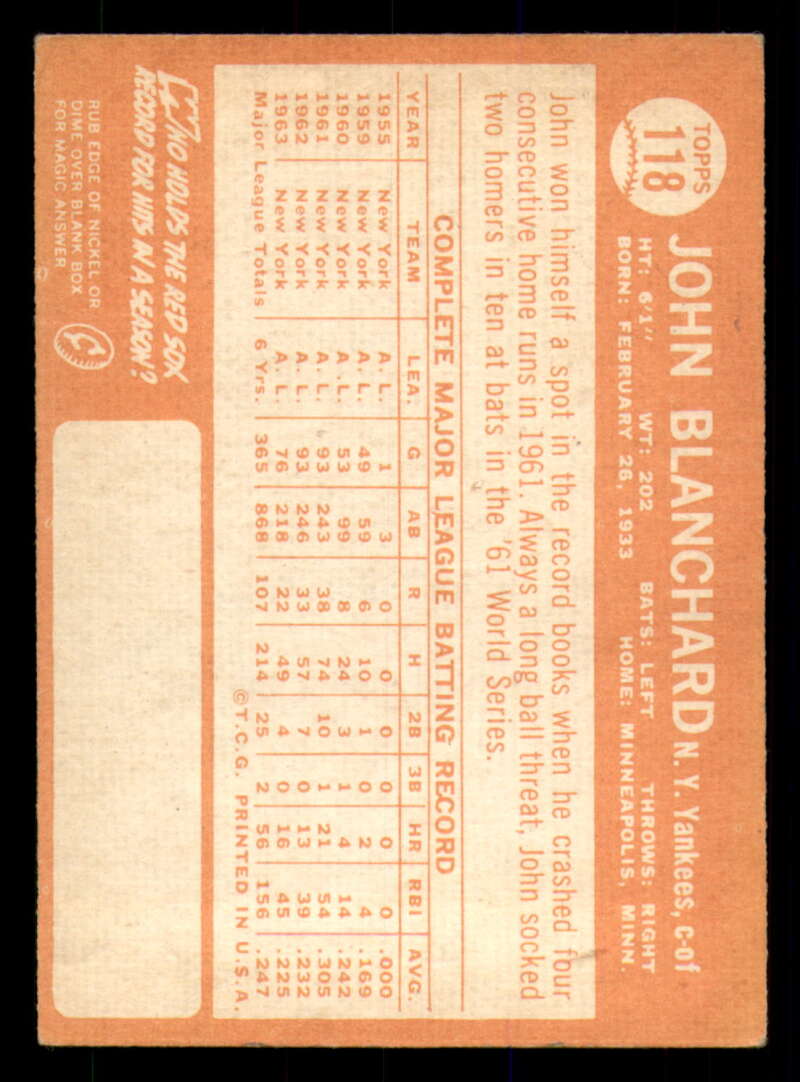 TOPPS
118
JOHN BLANCHARD N. Y. Yankees, c-of
HT: 6'1" WT: 202 BATS: LEFT THROWS: RIGHT
BORN: FEBRUARY 26, 1933 HOME: MINNEAPOLIS, MINN.
John won himself a spot in the record books when he crashed four
consecutive home runs in 1961. Always a long ball threat, John socked
two homers in ten at bats in the '61 World Series.
COMPLETE MAJOR LEAGUE BATTING RECORD
YEAR TEAM LEA. G AB R H 2B 3B HR RBI AVG.
1955 New York A. L. 1 3 0 0 0 0 0 0 .000
1959 New York A. L. 49 59 6 10 1 0 2 4 .169
1960 New York A. L. 53 99 8 24 3 1 4 14 .242
1961 New York A. L. 93 243 38 74 10 1 21 54 .305
1962 New York A. L. 93 246 33 57 7 0 13 39 .232
1963 New York A. L. 76 218 22 49 4 0 16 45 .225
Major League Totals 6 Yrs. 365 868 107 214 25 2 56 156 .247
©T.C.G. PRINTED IN U.S.A.
WHO HOLDS THE RED SOX
RECORD FOR HITS IN A SEASON?
RUB EDGE OF NICKEL OR
DIME OVER BLANK BOX
FOR MAGIC ANSWER